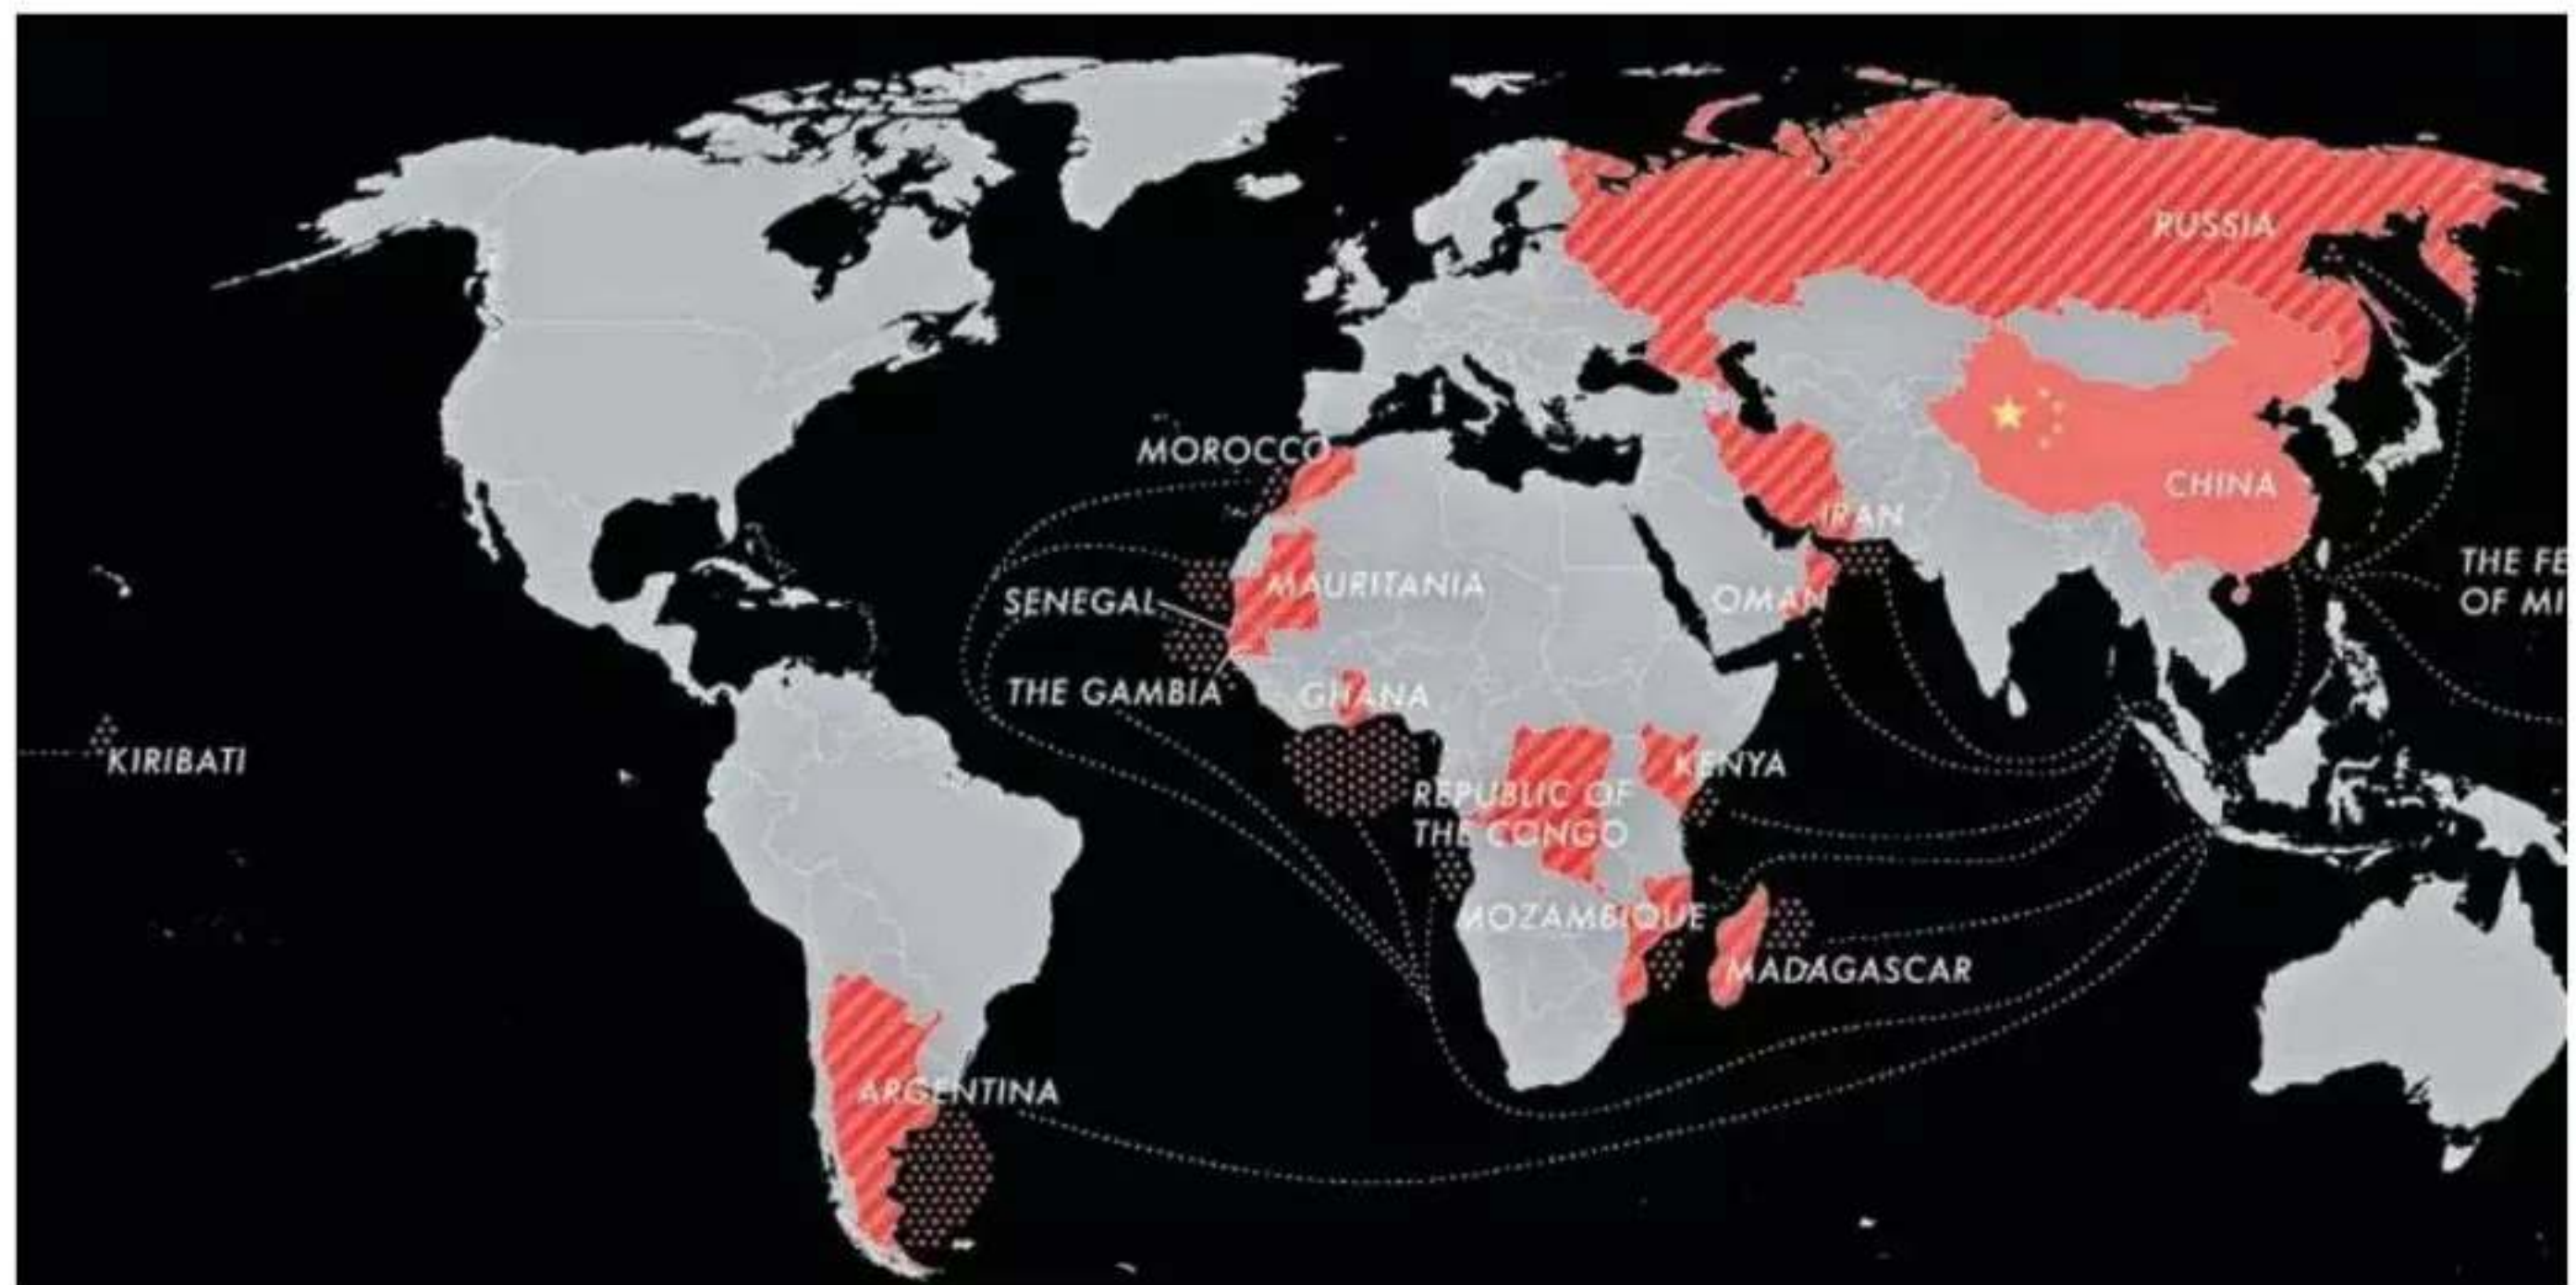 RUSSIA
MOROCCO
CHINA
IRAN
THE FE
OF MI
SENEGAL
MAURITANIA
OMAN
THE GAMBIA
GHANA
KIRIBATI
KENYA
REPUBLIC OF
THE CONGO
MOZAMBIQUE
MADAGASCAR
ARGENTINA